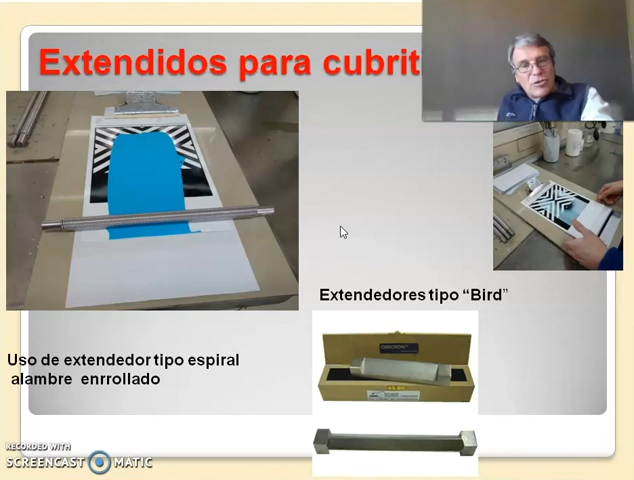 Extendidos para cubrit
Extendedores tipo “Bird”
Uso de extendedor tipo espiral
alambre enrrollado
RECORDED WITH
SCREENCAST MATIC